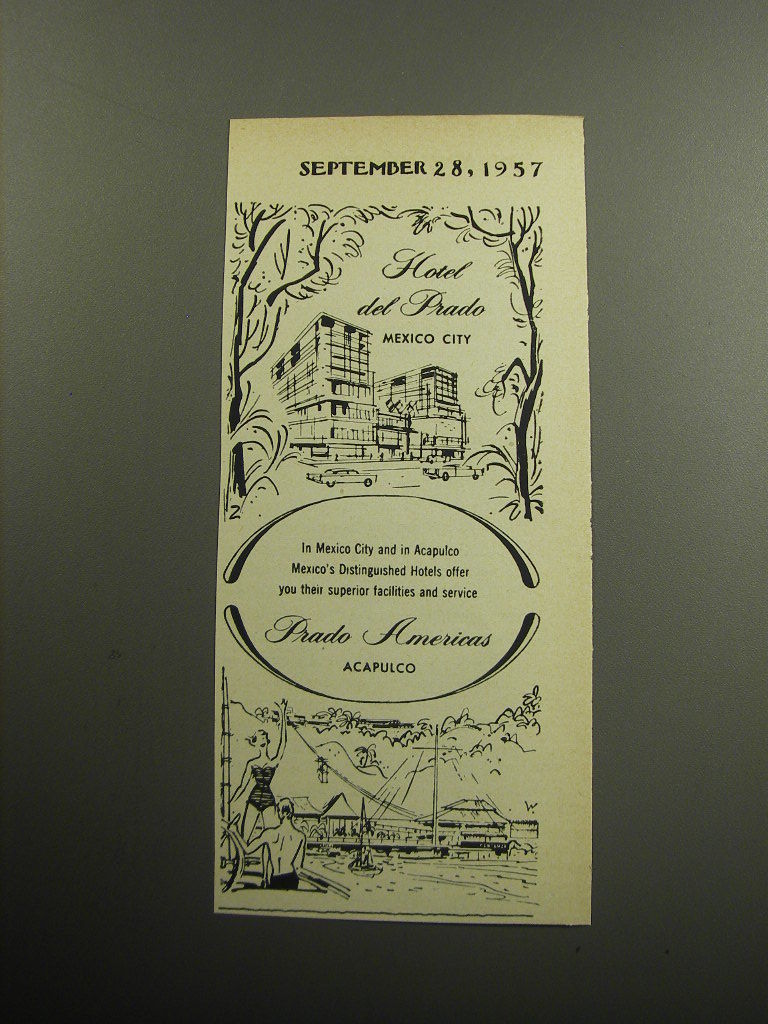 SEPTEMBER 28, 1957
Hotel
del Prado
MEXICO CITY
In Mexico City and in Acapulco
Mexico's Distinguished Hotels offer
you their superior facilities and service
Prado Americas
ACAPULCO
W